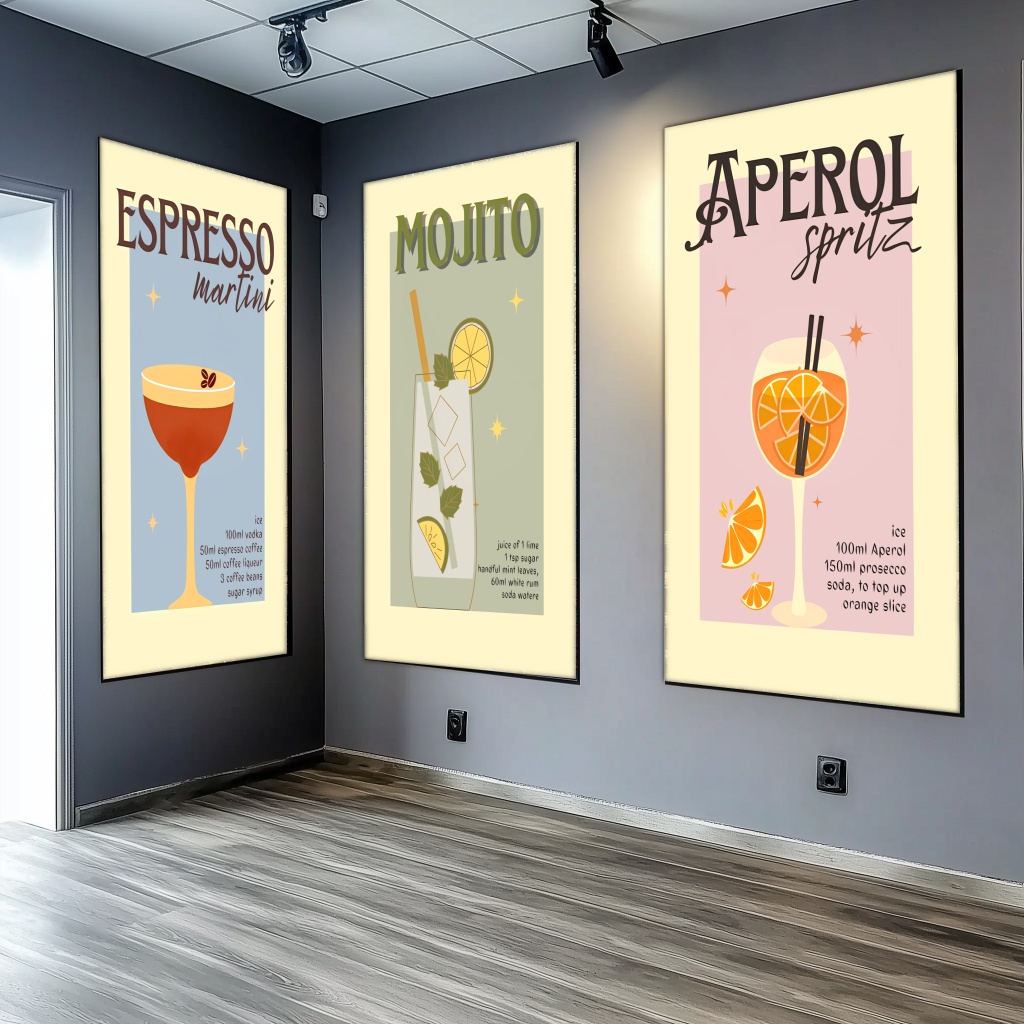 ESPRESSO
martini
ice
100ml vodka
50ml espresso coffee
50ml coffee liqueur
3 coffee beans
sugar syrup
MOJITO
juice of 1 lime
1 tsp sugar
handful mint leaves,
60ml white rum
soda watere
APEROL
spritz
ice
100ml Aperol
150ml prosecco
soda, to top up
orange slice